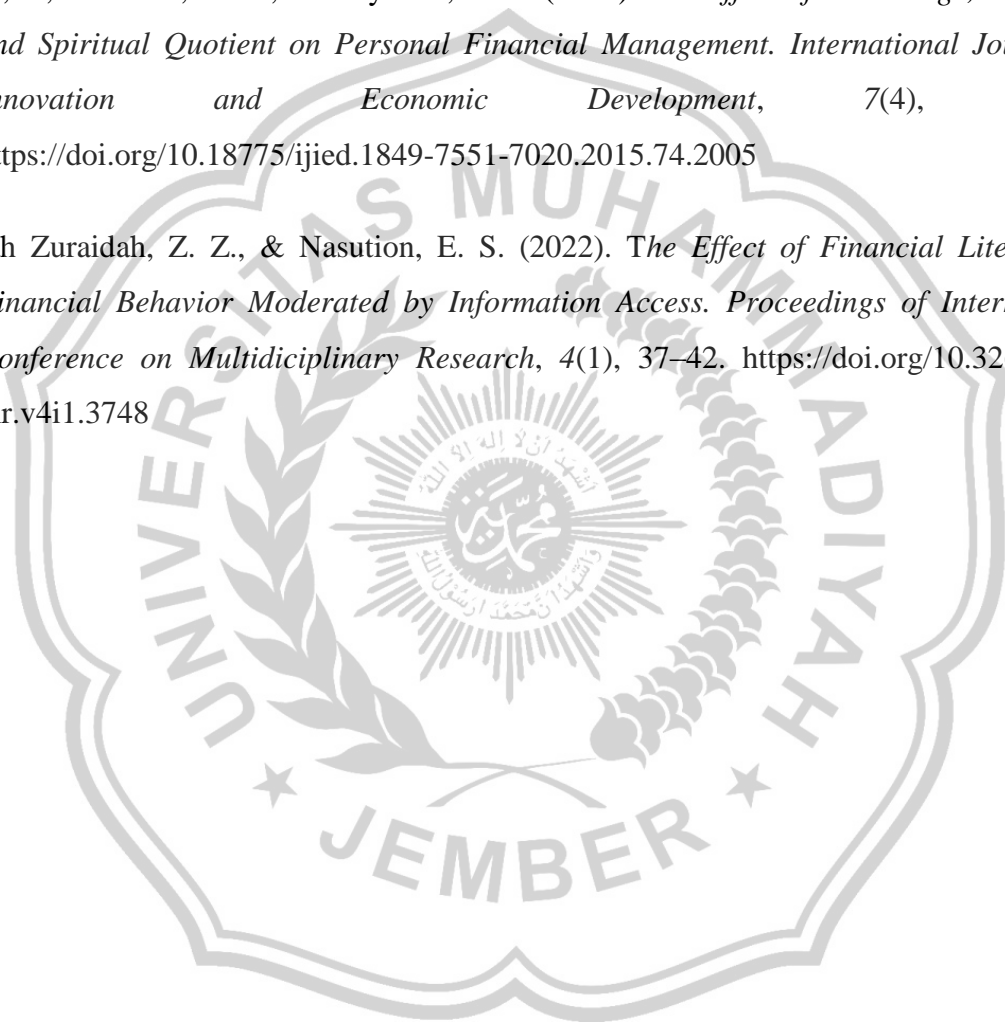 nd Spiritual Quotient on Personal Financial Management. International Jou
nnovation and Economic Development, 7(4),
ttps://doi.org/10.18775/ijied.1849-7551-7020.2015.74.2005
h Zuraidah, Z. Z., & Nasution, E. S. (2022). The Effect of Financial Lite
inancial Behavior Moderated by Information Access. Proceedings of Intern
onference on Multidiciplinary Research, 4(1), 37–42. https://doi.org/10.32
r.v4i1.3748
UNIVERSITAS MUHAMMADIYAH
JEMBER